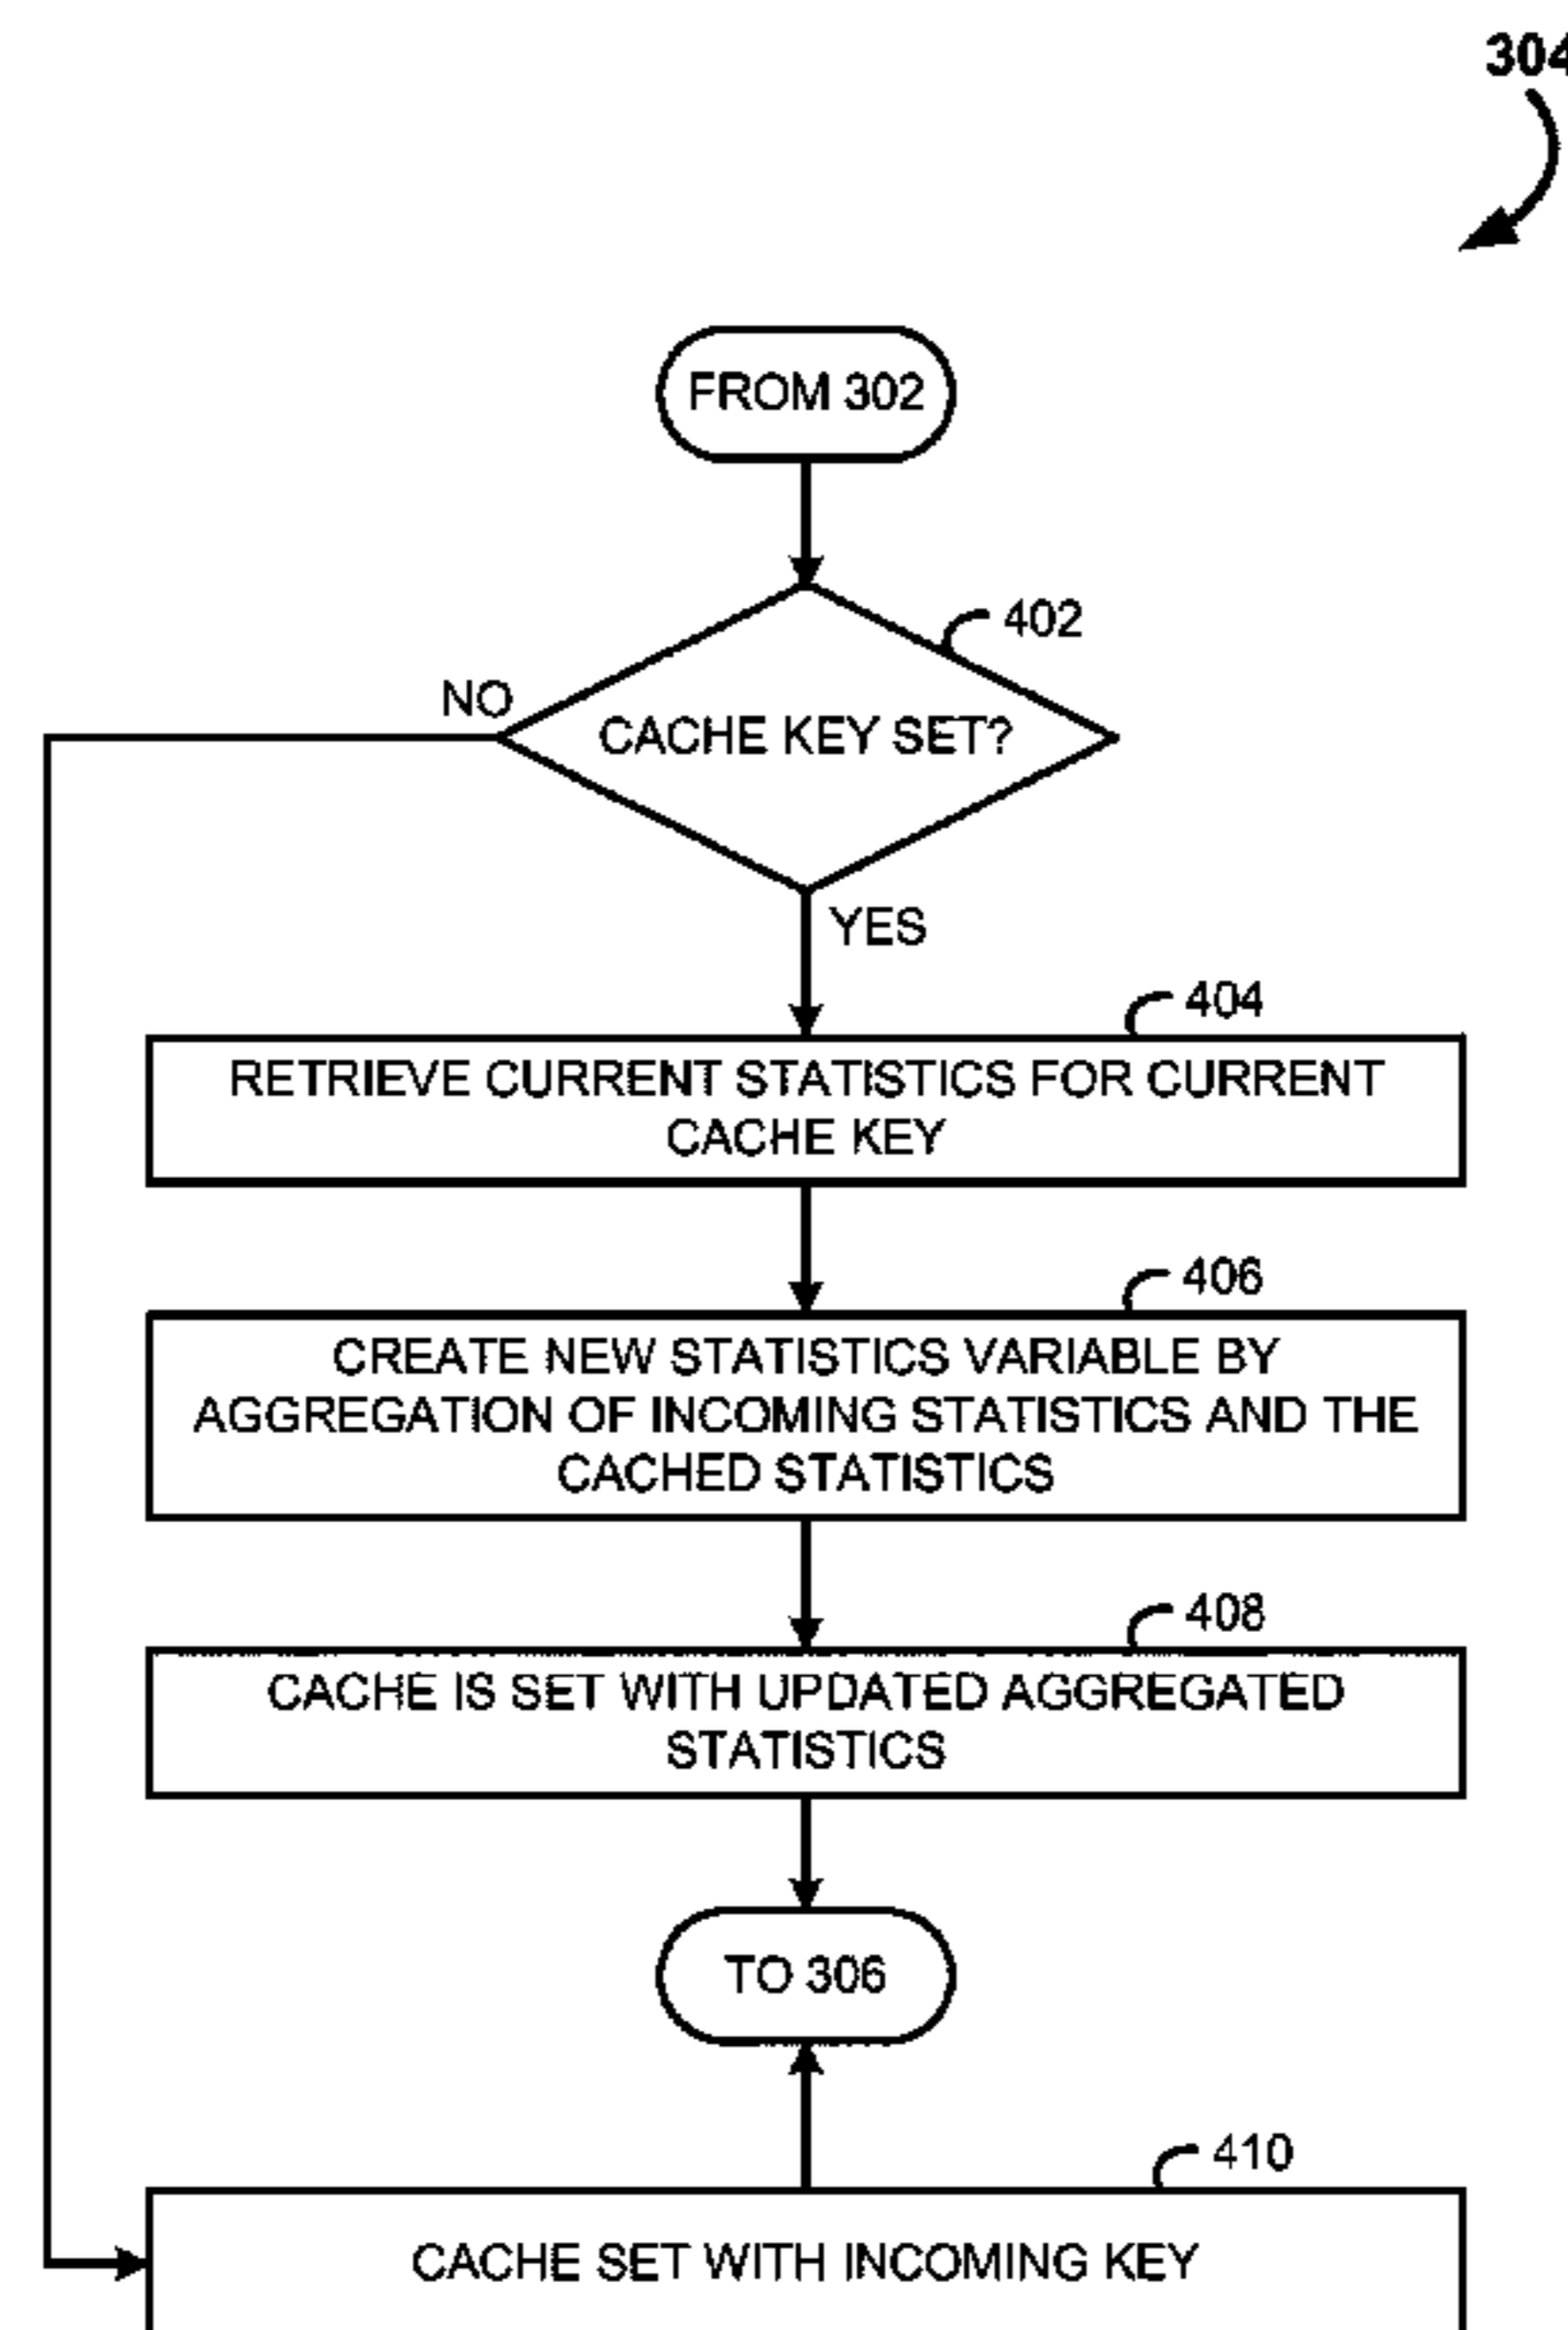 304
FROM 302
402
NO
CACHE KEY SET?
YES
404
RETRIEVE CURRENT STATISTICS FOR CURRENT
CACHE KEY
406
CREATE NEW STATISTICS VARIABLE BY
AGGREGATION OF INCOMING STATISTICS AND THE
CACHED STATISTICS
408
CACHE IS SET WITH UPDATED AGGREGATED
STATISTICS
TO 306
410
CACHE SET WITH INCOMING KEY